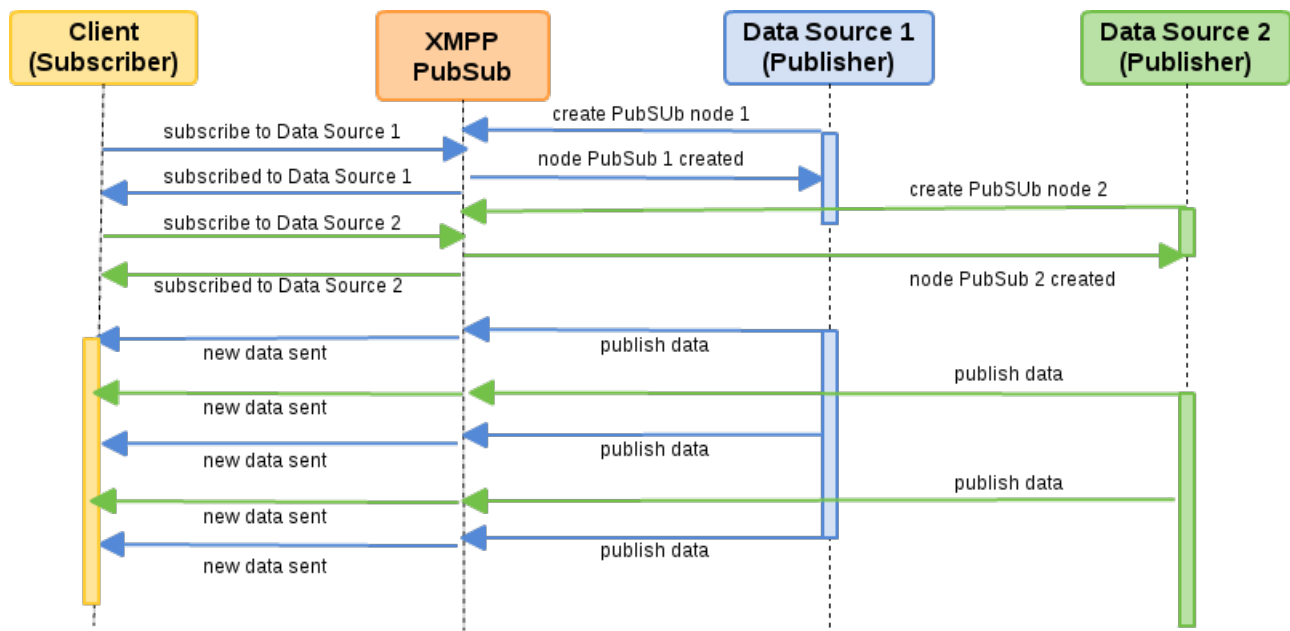 Client
(Subscriber)
XMPP
PubSub
Data Source 1
(Publisher)
Data Source 2
(Publisher)
create PubSUb node 1
subscribe to Data Source 1
node PubSub 1 created
subscribed to Data Source 1
create PubSUb node 2
subscribe to Data Source 2
node PubSub 2 created
subscribed to Data Source 2
publish data
new data sent
publish data
new data sent
publish data
new data sent
publish data
new data sent
publish data
new data sent